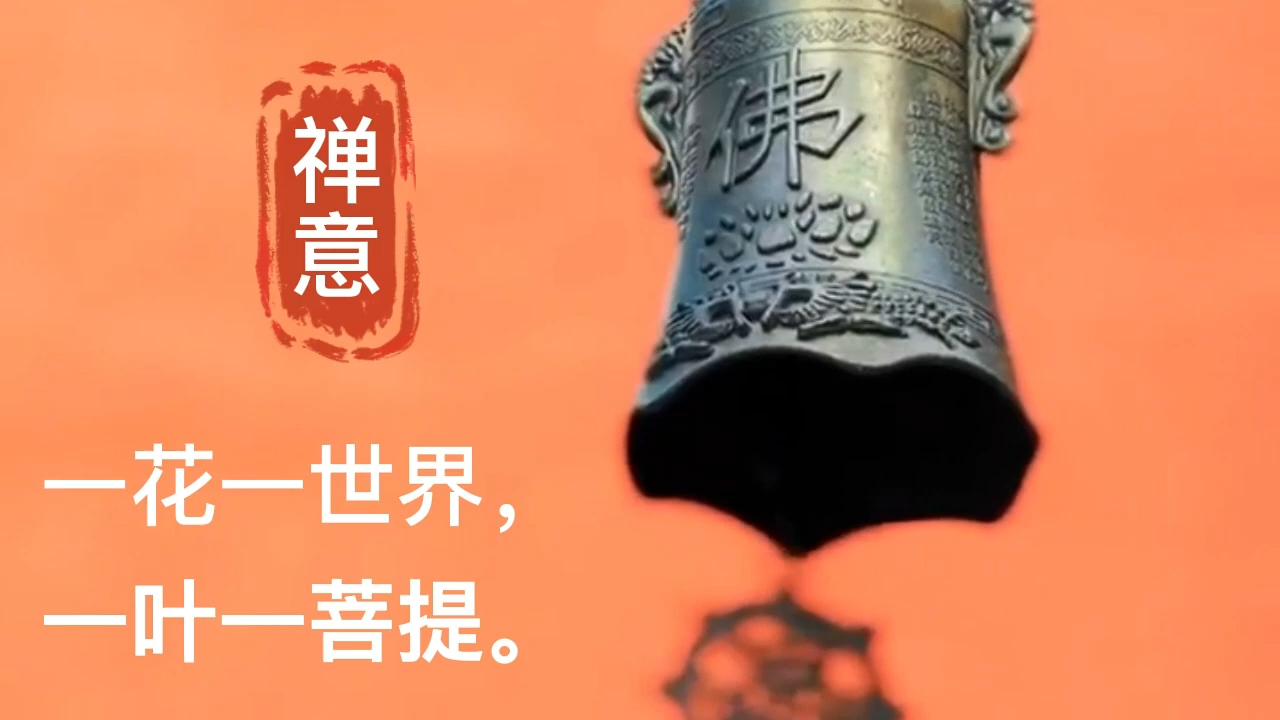 禅意
佛
一花一世界，
一叶一菩提。